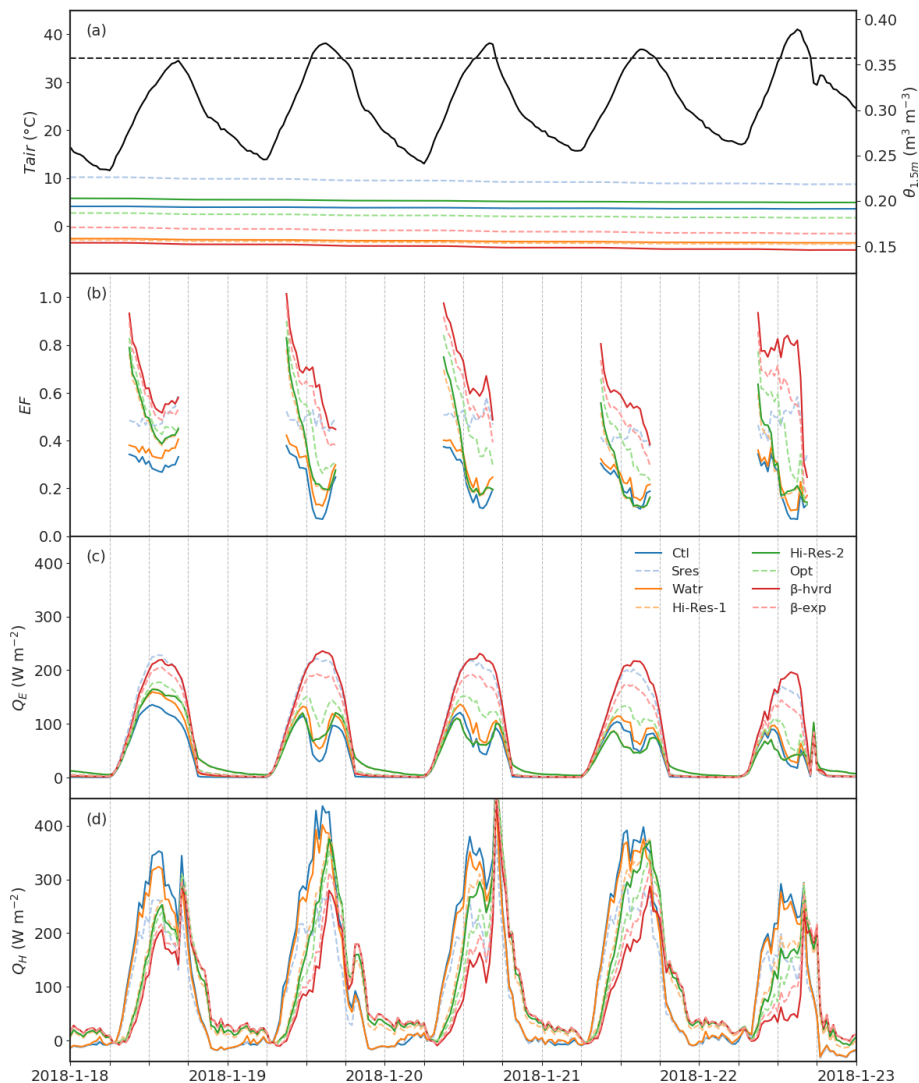 (a)
40
30
20
10
0
Tair (°C)
0.40
0.35
0.30
0.25
0.20
0.15
θ1.5m (m³ m⁻³)
(b)
1.0
0.8
0.6
0.4
0.2
0.0
EF
(c)
400
300
200
100
0
QE (W m⁻²)
Ctl
Sres
Watr
Hi-Res-1
Hi-Res-2
Opt
β-hvrd
β-exp
(d)
400
300
200
100
0
QH (W m⁻²)
2018-1-18 2018-1-19 2018-1-20 2018-1-21 2018-1-22 2018-1-23